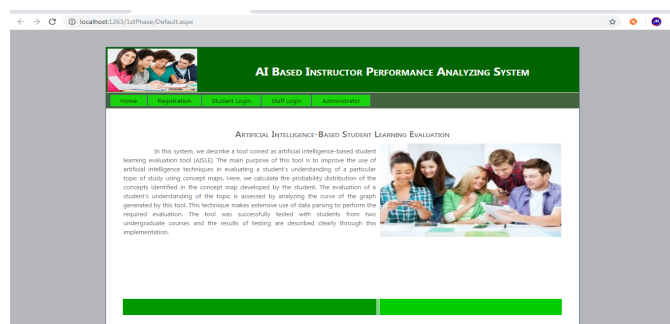 localhost:1263/1stPhase/Default.aspx
AI Based Instructor Performance Analyzing System
Home Registration Student Login Staff Login Administrator
Artificial Intelligence-Based Student Learning Evaluation
In this system, we describe a tool coined as artificial intelligence-based student
learning evaluation tool (AISLE). The main purpose of this tool is to improve the use of
artificial intelligence techniques in evaluating a student's understanding of a particular
topic of study using concept maps. Here, we calculate the probability distribution of the
concepts identified in the concept map developed by the student. The evaluation of a
student's understanding of the topic is assessed by analyzing the curve of the graph
generated by this tool. This technique makes extensive use of data parsing to perform the
required evaluation. The tool was successfully tested with students from two
undergraduate courses and the results of testing are described clearly through this
implementation.